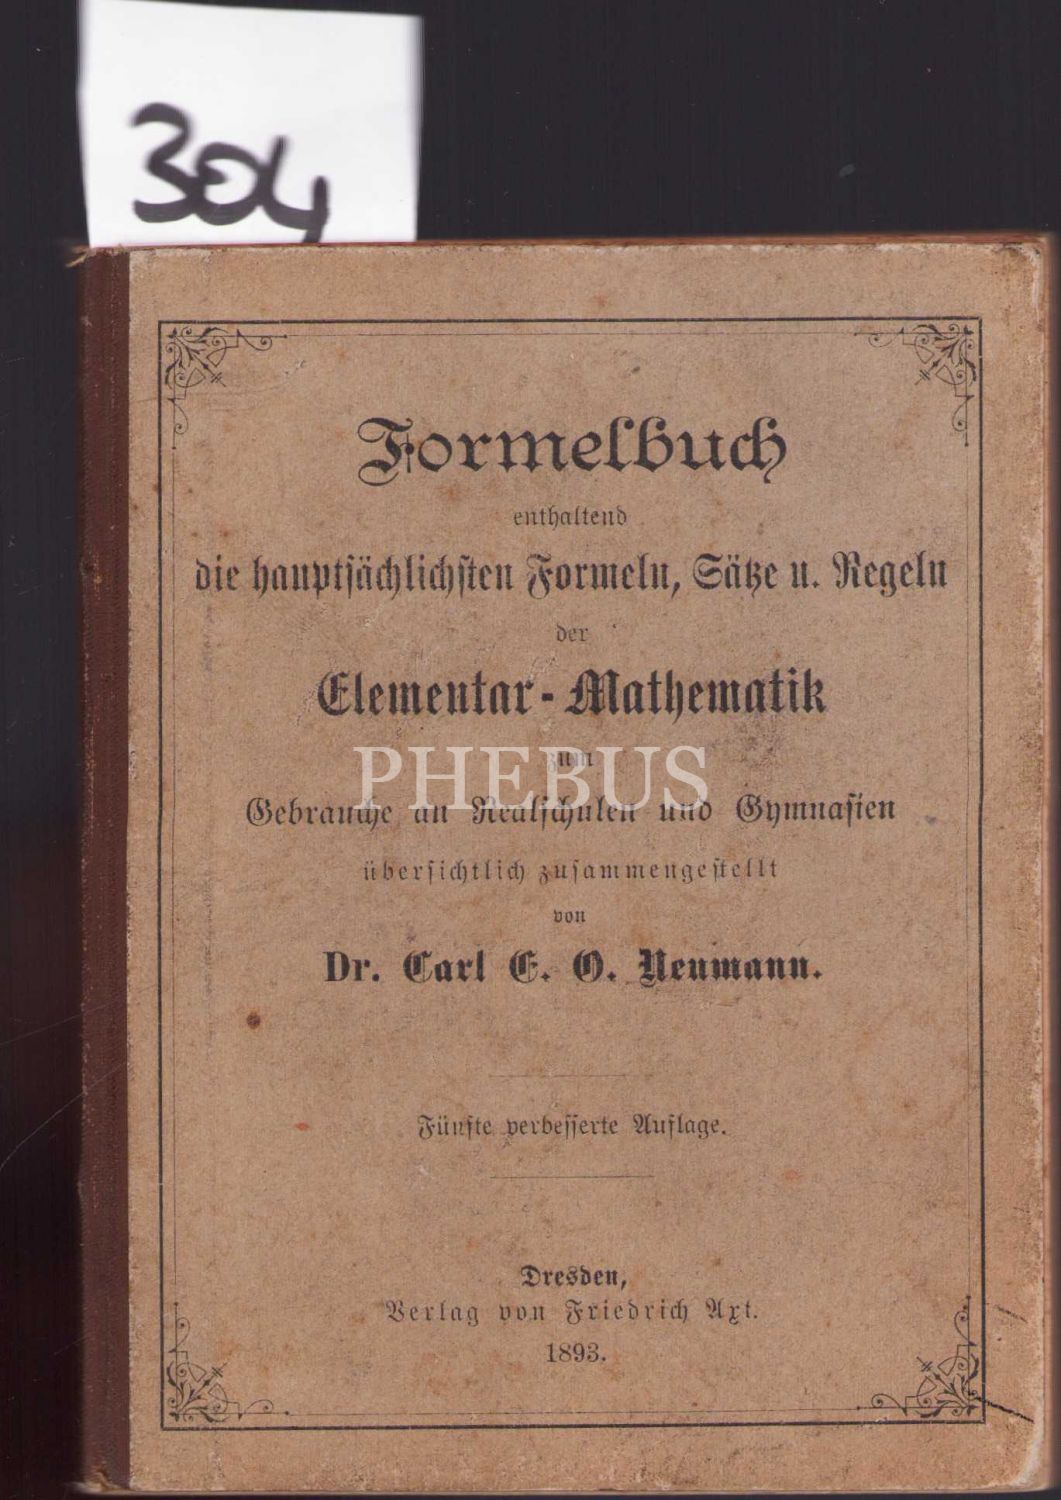 304
Formelbuch
enthaltend
die hauptsächlichsten Formeln, Sätze u. Regeln
der
Elementar-Mathematik
zum
PHEBUS
Gebrauche an Realschulen und Gymnasien
übersichtlich zusammengestellt
von
Dr. Carl E. O. Neumann.
Fünfte verbesserte Auflage.
Dresden,
Verlag von Friedrich Axt.
1893.